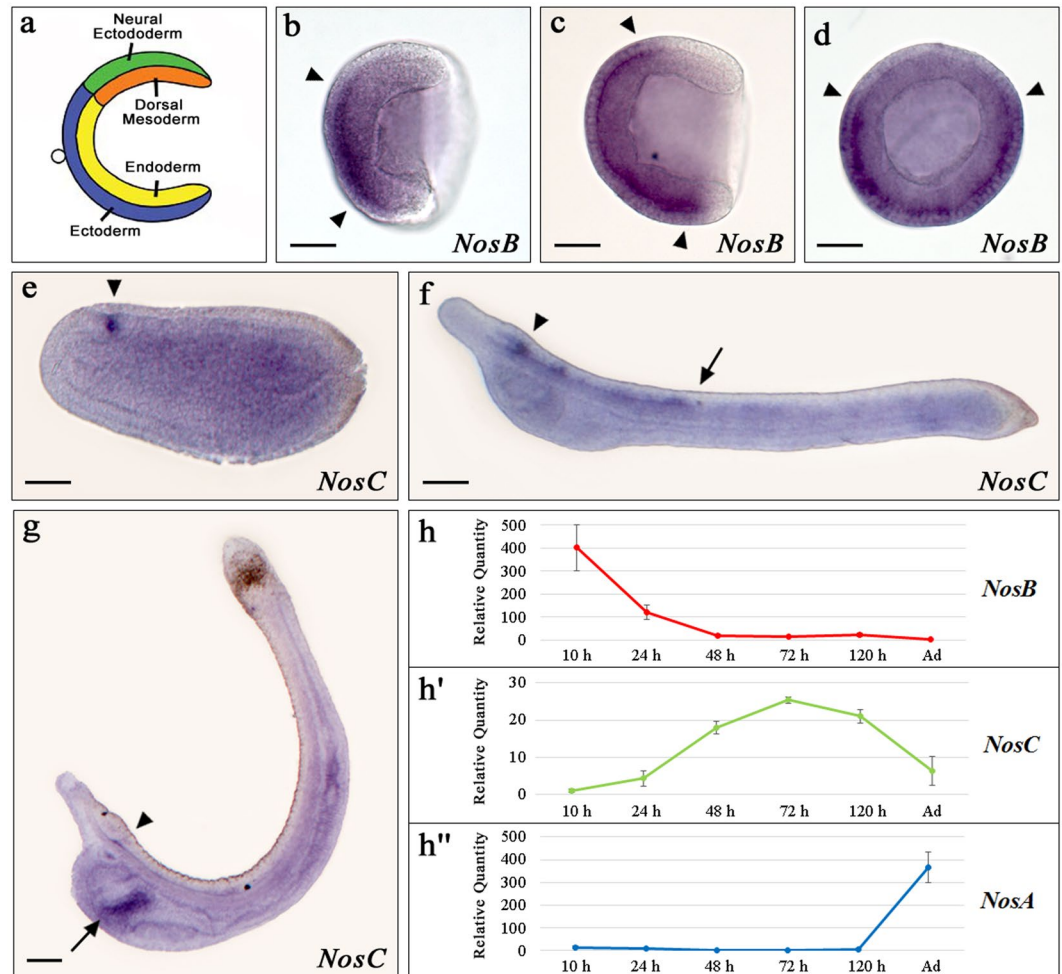 a
Neural
Ectododerm
Dorsal
Mesoderm
Endoderm
Ectoderm
b
NosB
c
NosB
d
NosB
e
NosC
f
NosC
g
NosC
h
Relative Quantity
500
400
300
200
100
0
10 h 24 h 48 h 72 h 120 h Ad
NosB
h'
Relative Quantity
30
20
10
0
10 h 24 h 48 h 72 h 120 h Ad
NosC
h"
Relative Quantity
500
400
300
200
100
0
10 h 24 h 48 h 72 h 120 h Ad
NosA